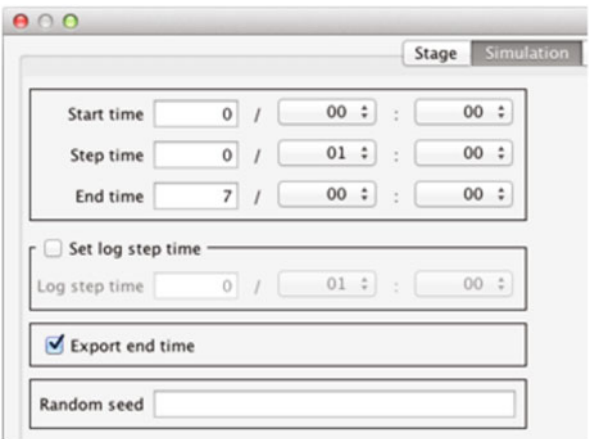 Stage Simulation
Start time 0 / 00 : 00
Step time 0 / 01 : 00
End time 7 / 00 : 00
Set log step time
Log step time 0 / 01 : 00
Export end time
Random seed